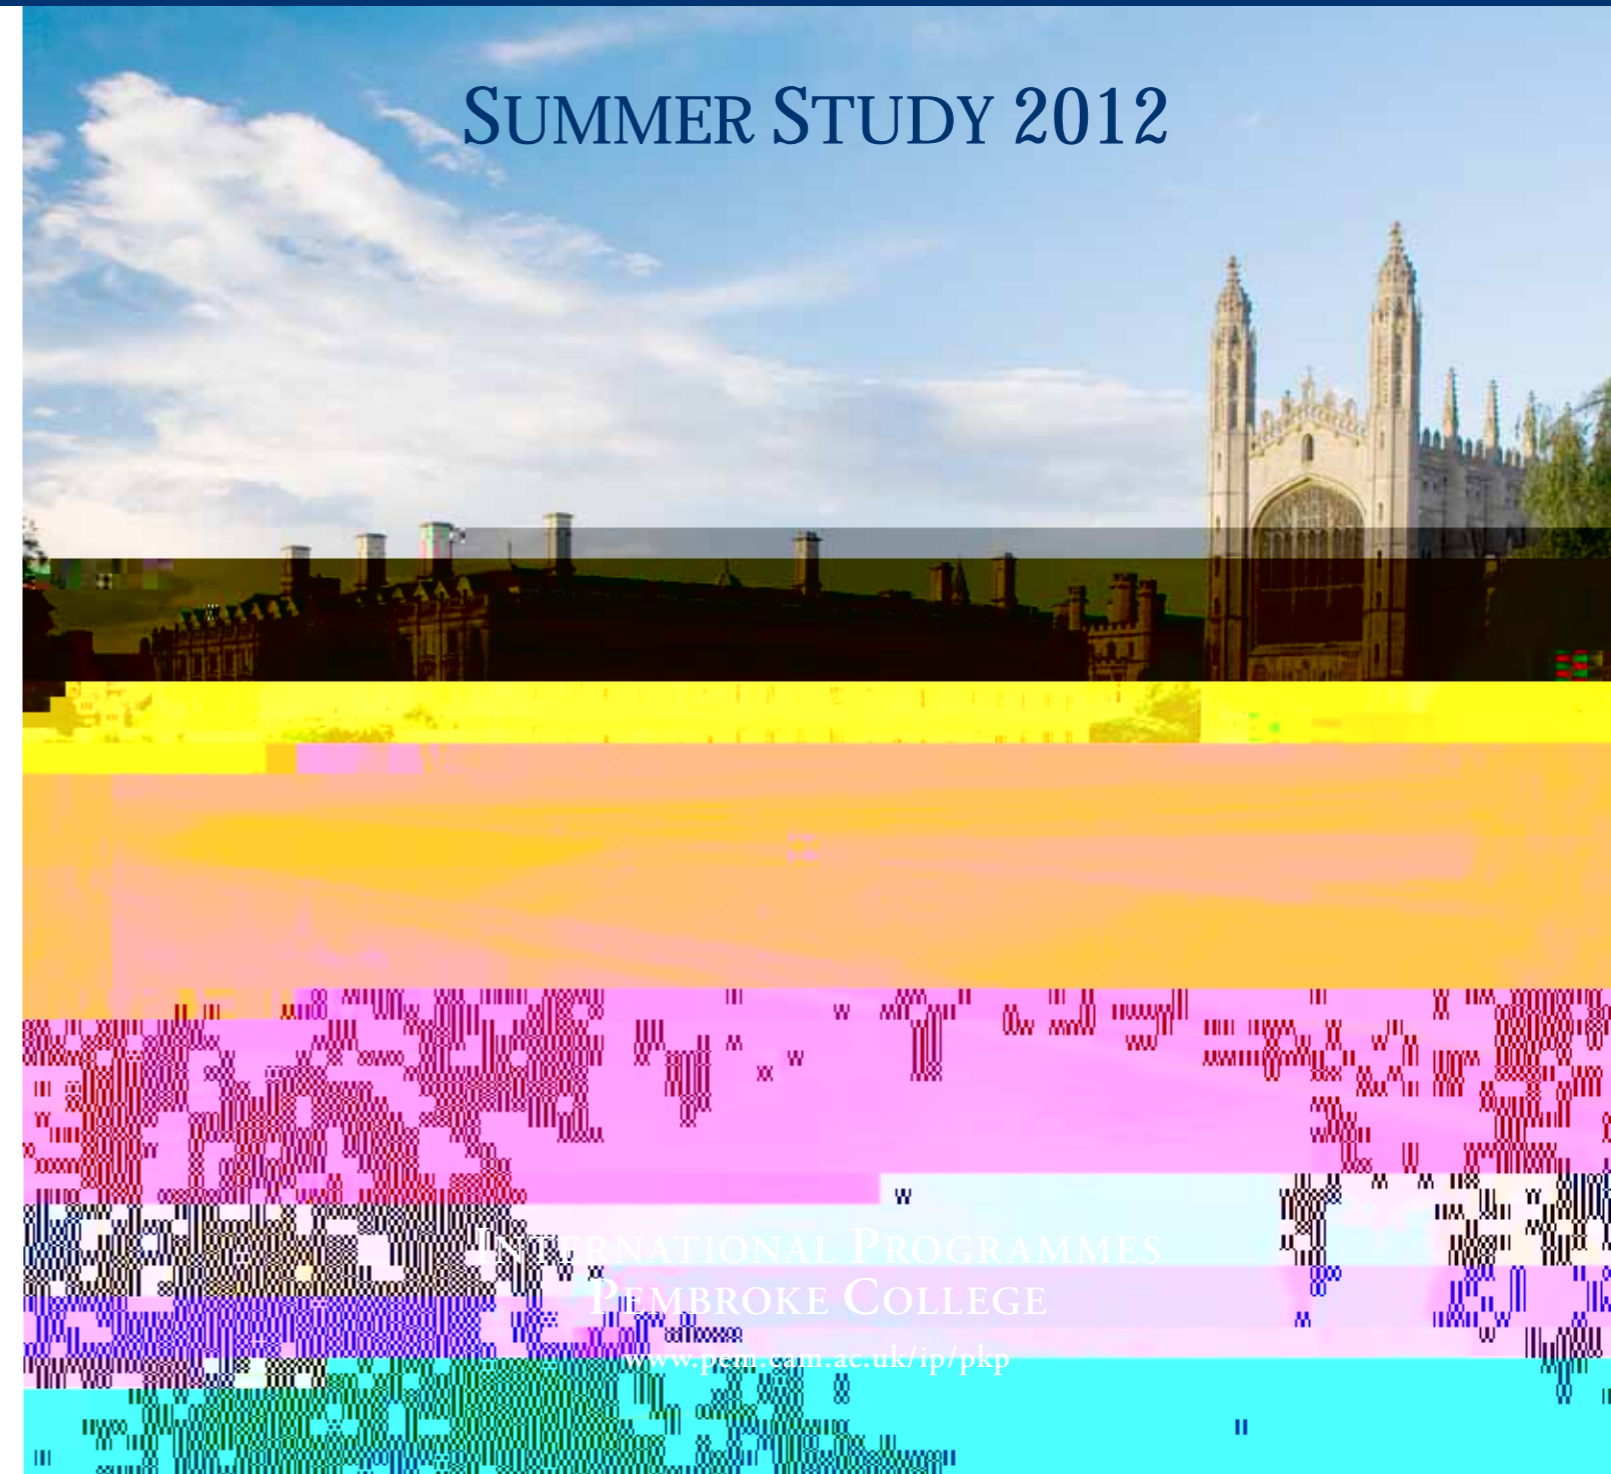 SUMMER STUDY 2012
INTERNATIONAL PROGRAMMES
PEMBROKE COLLEGE
www.pem.cam.ac.uk/ip/pkp